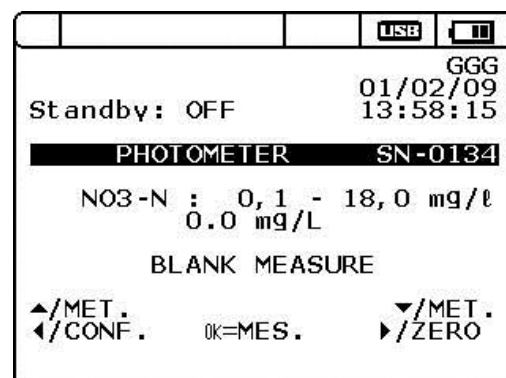 USB
GGG
01/02/09
Standby: OFF 13:58:15
PHOTOMETER SN-0134
NO3-N : 0,1 - 18,0 mg/ℓ
0.0 mg/L
BLANK MEASURE
▲/MET. ▼/MET.
◀/CONF. OK=MES. ▶/ZERO